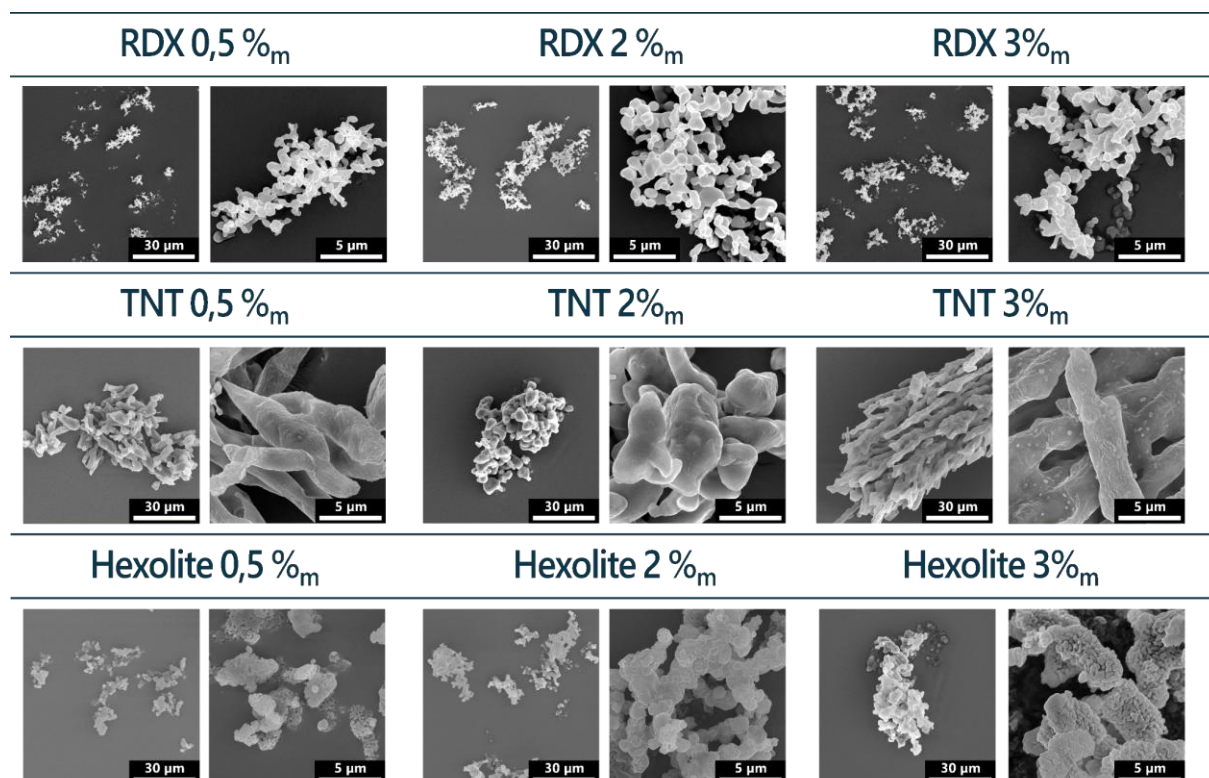 RDX 0,5 %m RDX 2 %m RDX 3%m
30 µm 5 µm 30 µm 5 µm 30 µm 5 µm
TNT 0,5 %m TNT 2%m TNT 3%m
30 µm 5 µm 30 µm 5 µm 30 µm 5 µm
Hexolite 0,5 %m Hexolite 2 %m Hexolite 3%m
30 µm 5 µm 30 µm 5 µm 30 µm 5 µm